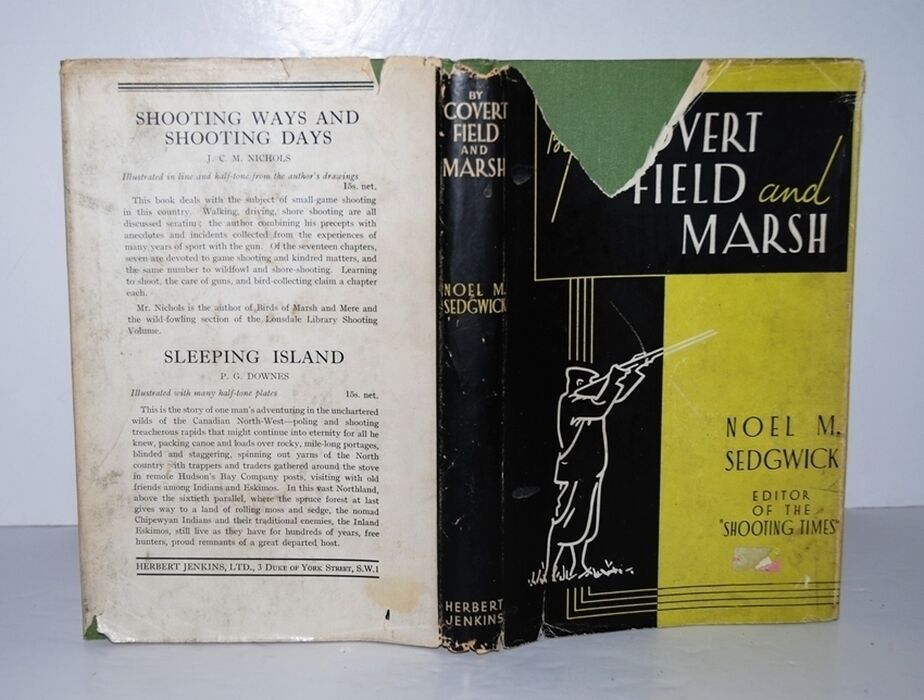 SHOOTING WAYS AND
SHOOTING DAYS
J. C. M. NICHOLS
Illustrated in line and half-tone from the author's drawings
15s. net.
This book deals with the subject of small-game shooting
in this country. Walking, driving, shore shooting are all
discussed seratim; the author combining his precepts with
anecdotes and incidents collected from the experiences of
many years of sport with the gun. Of the seventeen chapters,
seven are devoted to game shooting and kindred matters, and
the same number to wildfowl and shore-shooting. Learning
to shoot, the care of guns, and bird-collecting claim a chapter
each.
Mr. Nichols is the author of Birds of Marsh and Mere and
the wild-fowling section of the Lonsdale Library Shooting
Volume.
SLEEPING ISLAND
P. G. DOWNES
Illustrated with many half-tone plates 15s. net.
This is the story of one man's adventuring in the unchartered
wilds of the Canadian North-West—poling and shooting
treacherous rapids that might continue into eternity for all he
knew, packing canoe and loads over rocky, mile-long portages,
blinded and staggering, spinning out yarns of the North
country with trappers and traders gathered around the stove
in remote Hudson's Bay Company posts, visiting with old
friends among Indians and Eskimos. In this vast Northland,
above the sixtieth parallel, where the spruce forest at last
gives way to a land of rolling moss and sedge, the nomad
Chipewyan Indians and their traditional enemies, the Inland
Eskimos, still live as they have for hundreds of years, free
hunters, proud remnants of a great departed host.
HERBERT JENKINS, LTD., 3 DUKE OF YORK STREET, S.W.1
BY
COVERT
FIELD
AND
MARSH
NOEL M.
SEDGWICK
HERBERT
JENKINS
By OVERT
FIELD and
MARSH
NOEL M.
SEDGWICK
EDITOR
OF THE
"SHOOTING TIMES"